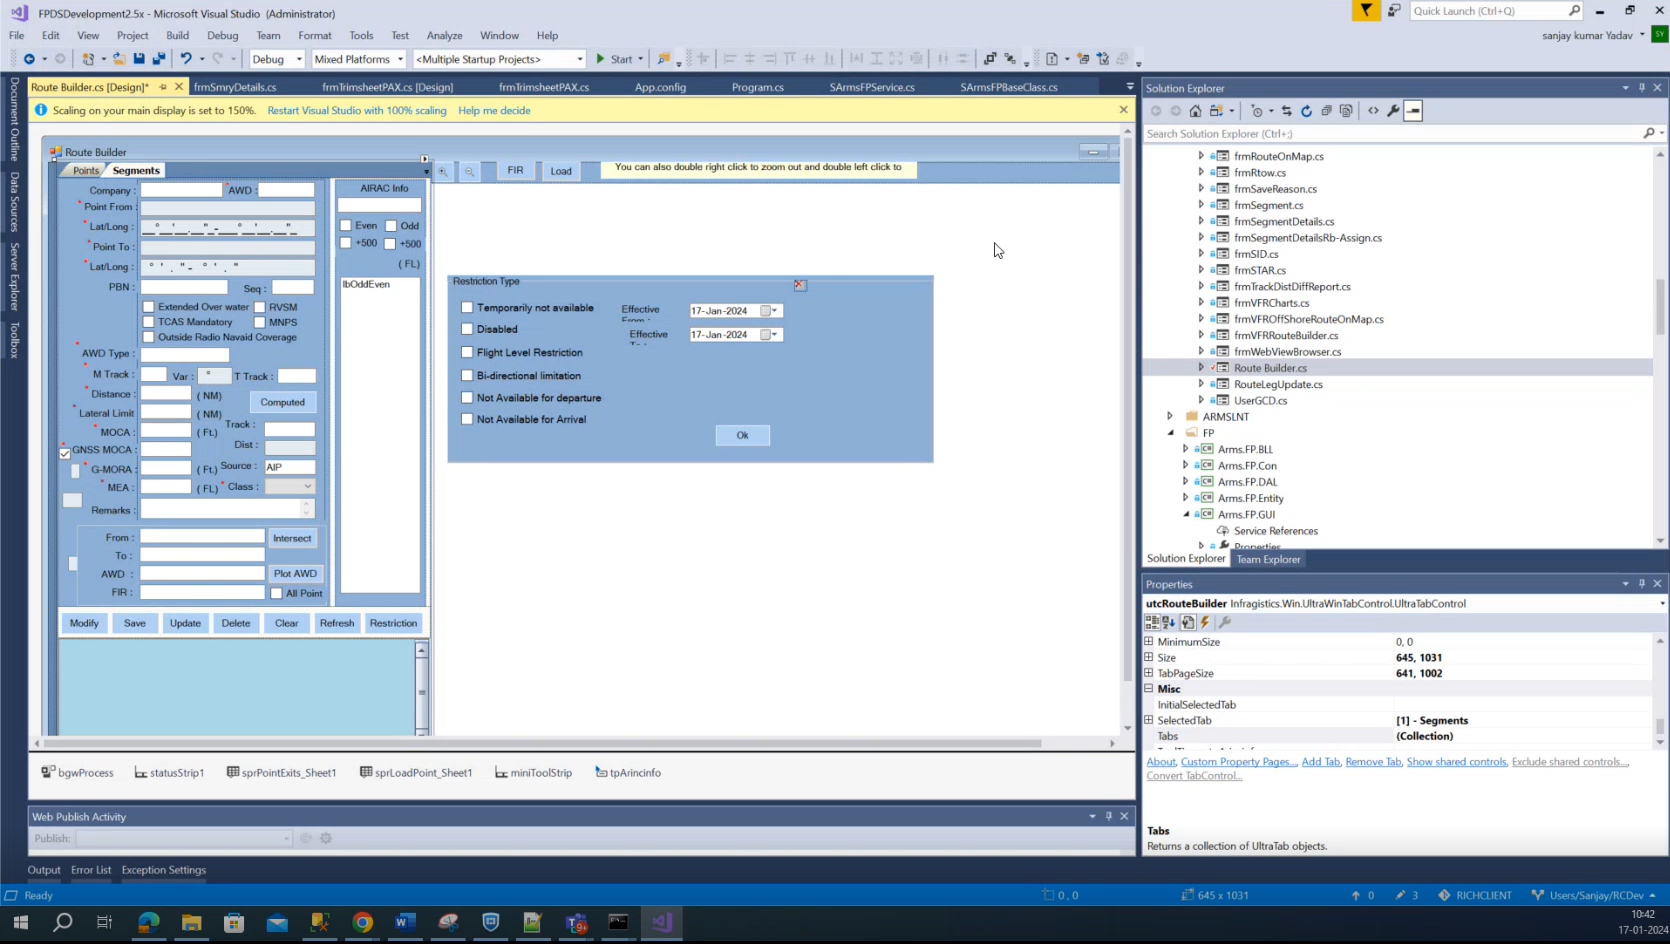 FPDSDevelopment2.5x - Microsoft Visual Studio (Administrator)
Quick Launch (Ctrl+Q)
File Edit View Project Build Debug Team Format Tools Test Analyze Window Help
sanjay kumar Yadav SY
Debug Mixed Platforms <Multiple Startup Projects> Start
Document Outline
Data Sources
Server Explorer
Toolbox
Route Builder.cs [Design]* frmSmryDetails.cs frmTrimsheetPAX.cs [Design] frmTrimsheetPAX.cs App.config Program.cs SArmsFPService.cs SArmsFPBaseClass.cs
Scaling on your main display is set to 150%. Restart Visual Studio with 100% scaling Help me decide
Route Builder
Points Segments
FIR Load You can also double right click to zoom out and double left click to
Company : *AWD :
* Point From :
* Lat/Long : __°__'__.__"_-___°__'__.__"_
* Point To :
* Lat/Long : ° ' . " - ° ' . "
PBN : Seq :
Extended Over water RVSM
TCAS Mandatory MNPS
Outside Radio Navaid Coverage
* AWD Type :
* M Track : Var : ° T Track :
* Distance : ( NM) Computed
* Lateral Limit ( NM)
* MOCA : ( Ft.) Track :
* GNSS MOCA : Dist :
* G-MORA : ( Ft.) Source : AIP
* MEA : ( FL) * Class :
Remarks :
From : Intersect
To :
AWD : Plot AWD
FIR : All Point
Modify Save Update Delete Clear Refresh Restriction
AIRAC Info
Even Odd
+500 +500
( FL)
lbOddEven
Restriction Type
Temporarily not available
Disabled
Flight Level Restriction
Bi-directional limitation
Not Available for departure
Not Available for Arrival
Effective 17-Jan-2024
Effective 17-Jan-2024
Ok
bgwProcess statusStrip1 sprPointExits_Sheet1 sprLoadPoint_Sheet1 miniToolStrip tpArincinfo
Web Publish Activity
Publish:
Output Error List Exception Settings
Solution Explorer
Search Solution Explorer (Ctrl+;)
frmRouteOnMap.cs
frmRtow.cs
frmSaveReason.cs
frmSegment.cs
frmSegmentDetails.cs
frmSegmentDetailsRb-Assign.cs
frmSID.cs
frmSTAR.cs
frmTrackDistDiffReport.cs
frmVFRCharts.cs
frmVFROffShoreRouteOnMap.cs
frmVFRRouteBuilder.cs
frmWebViewBrowser.cs
Route Builder.cs
RouteLegUpdate.cs
UserGCD.cs
ARMSLNT
FP
C# Arms.FP.BLL
C# Arms.FP.Con
C# Arms.FP.DAL
C# Arms.FP.Entity
C# Arms.FP.GUI
Service References
Properties
Solution Explorer Team Explorer
Properties
utcRouteBuilder Infragistics.Win.UltraWinTabControl.UltraTabControl
MinimumSize 0, 0
Size 645, 1031
TabPageSize 641, 1002
Misc
InitialSelectedTab
SelectedTab [1] - Segments
Tabs (Collection)
About, Custom Property Pages..., Add Tab, Remove Tab, Show shared controls, Exclude shared controls...,
Convert TabControl...
Tabs
Returns a collection of UltraTab objects.
Ready 0 , 0 645 x 1031 0 3 RICHCLIENT Users/Sanjay/RCDev
10:42
17-01-2024